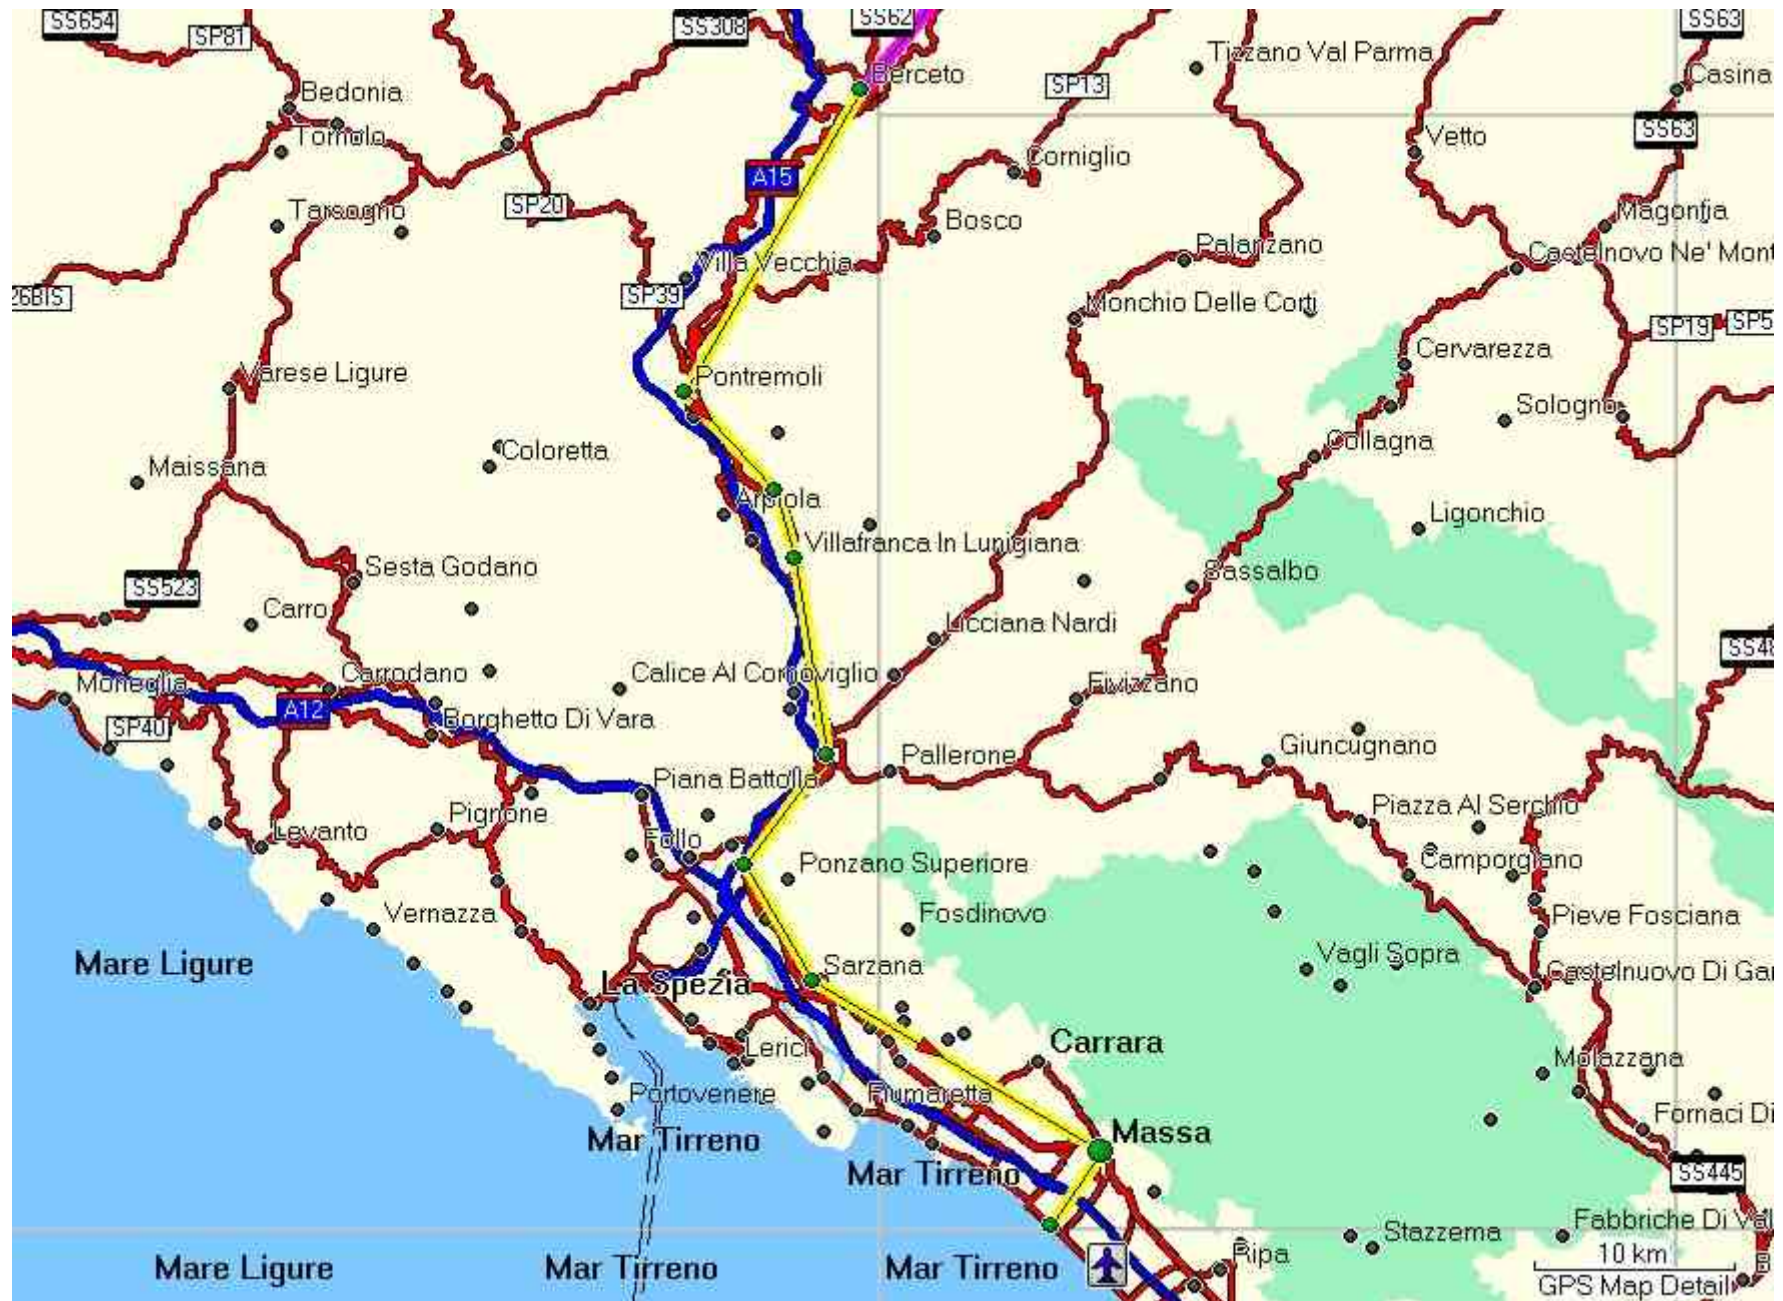 SS654
SP81
SS308
SS62
SS63
Tizzano Val Parma
Berceto
SP13
Casina
Bedonia
Tornolo
Vetto
SS63
Corniglio
A15
Tarsogno
SP20
Bosco
Magonfia
Palanzano
Castelnovo Ne' Mont
Villa Vecchia
26BIS
SP39
Monchio Delle Corti
SP19
SP5
Cervarezza
Varese Ligure
Pontremoli
Sologno
Collagna
Coloretta
Maissana
Arpiola
Ligonchio
Villafranca In Lunigiana
Sesta Godano
Sassalbo
SS523
Carro
Licciana Nardi
SS48
Carrodano
Calice Al Cornoviglio
Moneglia
Fivizzano
A12
Borghetto Di Vara
SP40
Giuncugnano
Pallerone
Piana Battolla
Piazza Al Serchio
Pignone
Levanto
Follo
Camporgiano
Ponzano Superiore
Vernazza
Fosdinovo
Pieve Fosciana
Vagli Sopra
Mare Ligure
Sarzana
Castelnuovo Di Gar
La Spezia
Carrara
Lerici
Molazzana
Portovenere
Fiumaretta
Fornaci Di
Mar Tirreno
Massa
Mar Tirreno
SS445
Stazzema
Fabbriche Di Vall
Ripa
10 km
Mare Ligure
Mar Tirreno
Mar Tirreno
GPS Map Detail